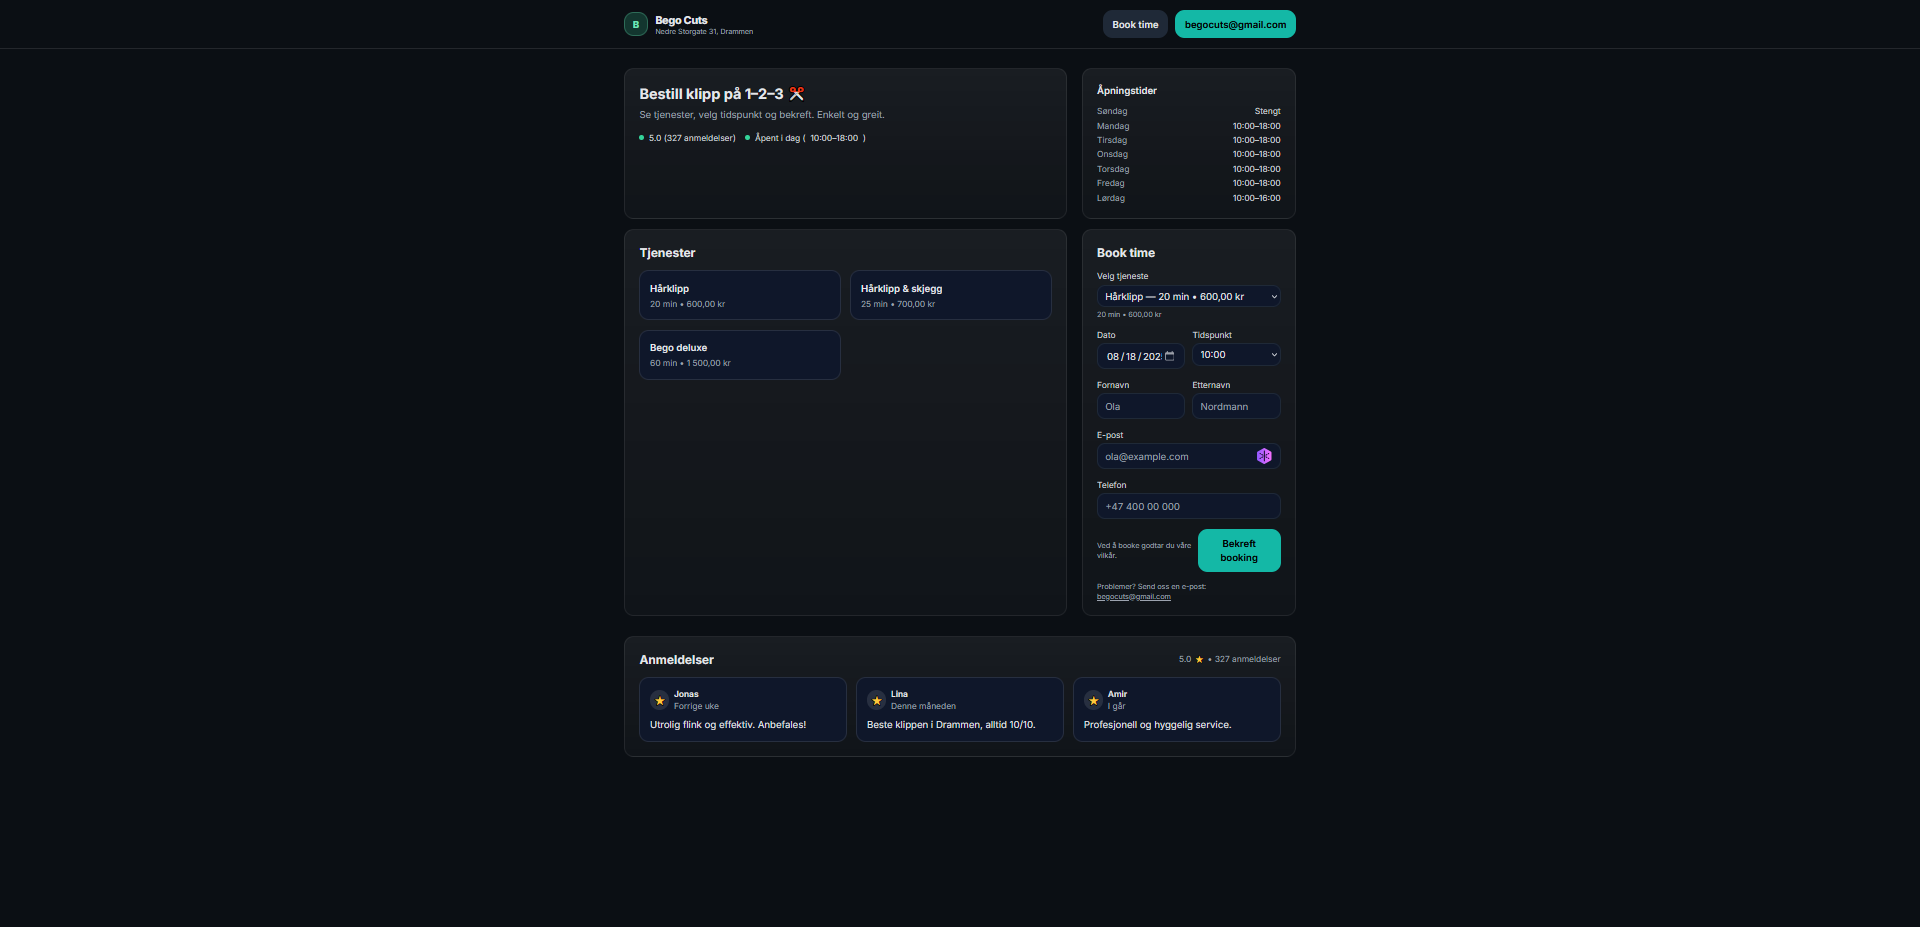 B
Bego Cuts
Nedre Storgate 31, Drammen
Book time
begocuts@gmail.com
Bestill klipp på 1–2–3
Se tjenester, velg tidspunkt og bekreft. Enkelt og greit.
5.0 (327 anmeldelser) Åpent i dag ( 10:00–18:00 )
Åpningstider
Søndag Stengt
Mandag 10:00–18:00
Tirsdag 10:00–18:00
Onsdag 10:00–18:00
Torsdag 10:00–18:00
Fredag 10:00–18:00
Lørdag 10:00–16:00
Tjenester
Hårklipp
20 min • 600,00 kr
Hårklipp & skjegg
25 min • 700,00 kr
Bego deluxe
60 min • 1 500,00 kr
Book time
Velg tjeneste
Hårklipp — 20 min • 600,00 kr
20 min • 600,00 kr
Dato Tidspunkt
08 / 18 / 202 10:00
Fornavn Etternavn
Ola Nordmann
E-post
ola@example.com
Telefon
+47 400 00 000
Ved å booke godtar du våre
vilkår.
Bekreft
booking
Problemer? Send oss en e-post:
begocuts@gmail.com
Anmeldelser
5.0 ★ • 327 anmeldelser
Jonas
Forrige uke
Utrolig flink og effektiv. Anbefales!
Lina
Denne måneden
Beste klippen i Drammen, alltid 10/10.
Amir
I går
Profesjonell og hyggelig service.